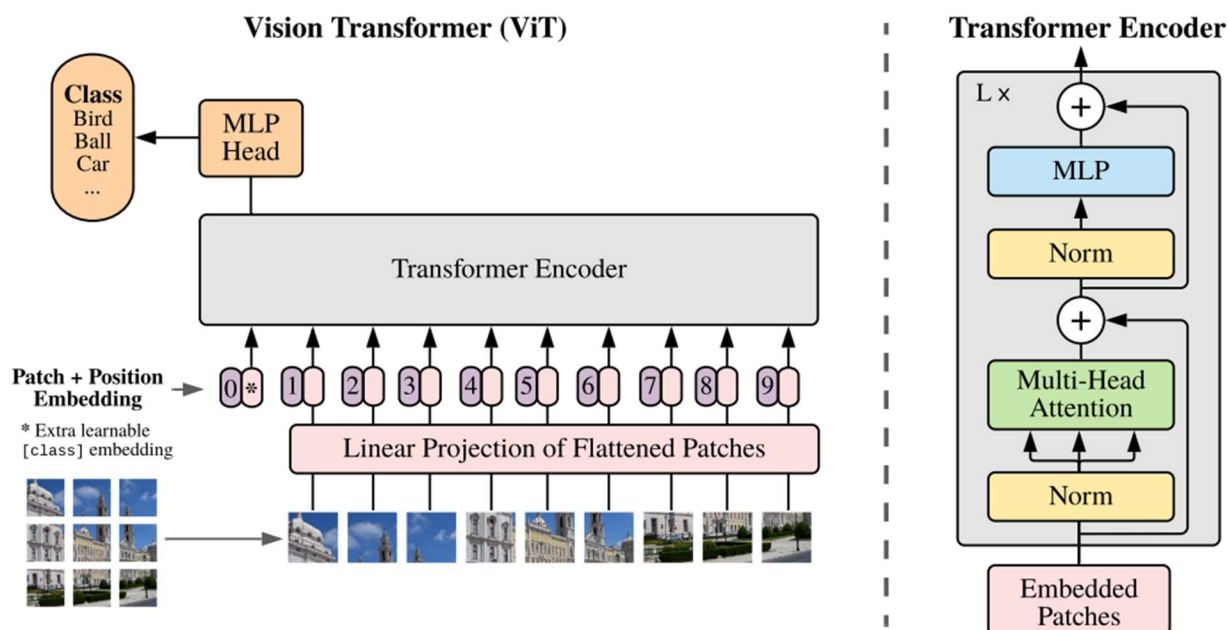 Vision Transformer (ViT)
Class
Bird
Ball
Car
...
MLP
Head
Transformer Encoder
Patch + Position
Embedding
0 * 1 2 3 4 5 6 7 8 9
* Extra learnable
[class] embedding
Linear Projection of Flattened Patches
Transformer Encoder
L ×
+
MLP
Norm
+
Multi-Head
Attention
Norm
Embedded
Patches